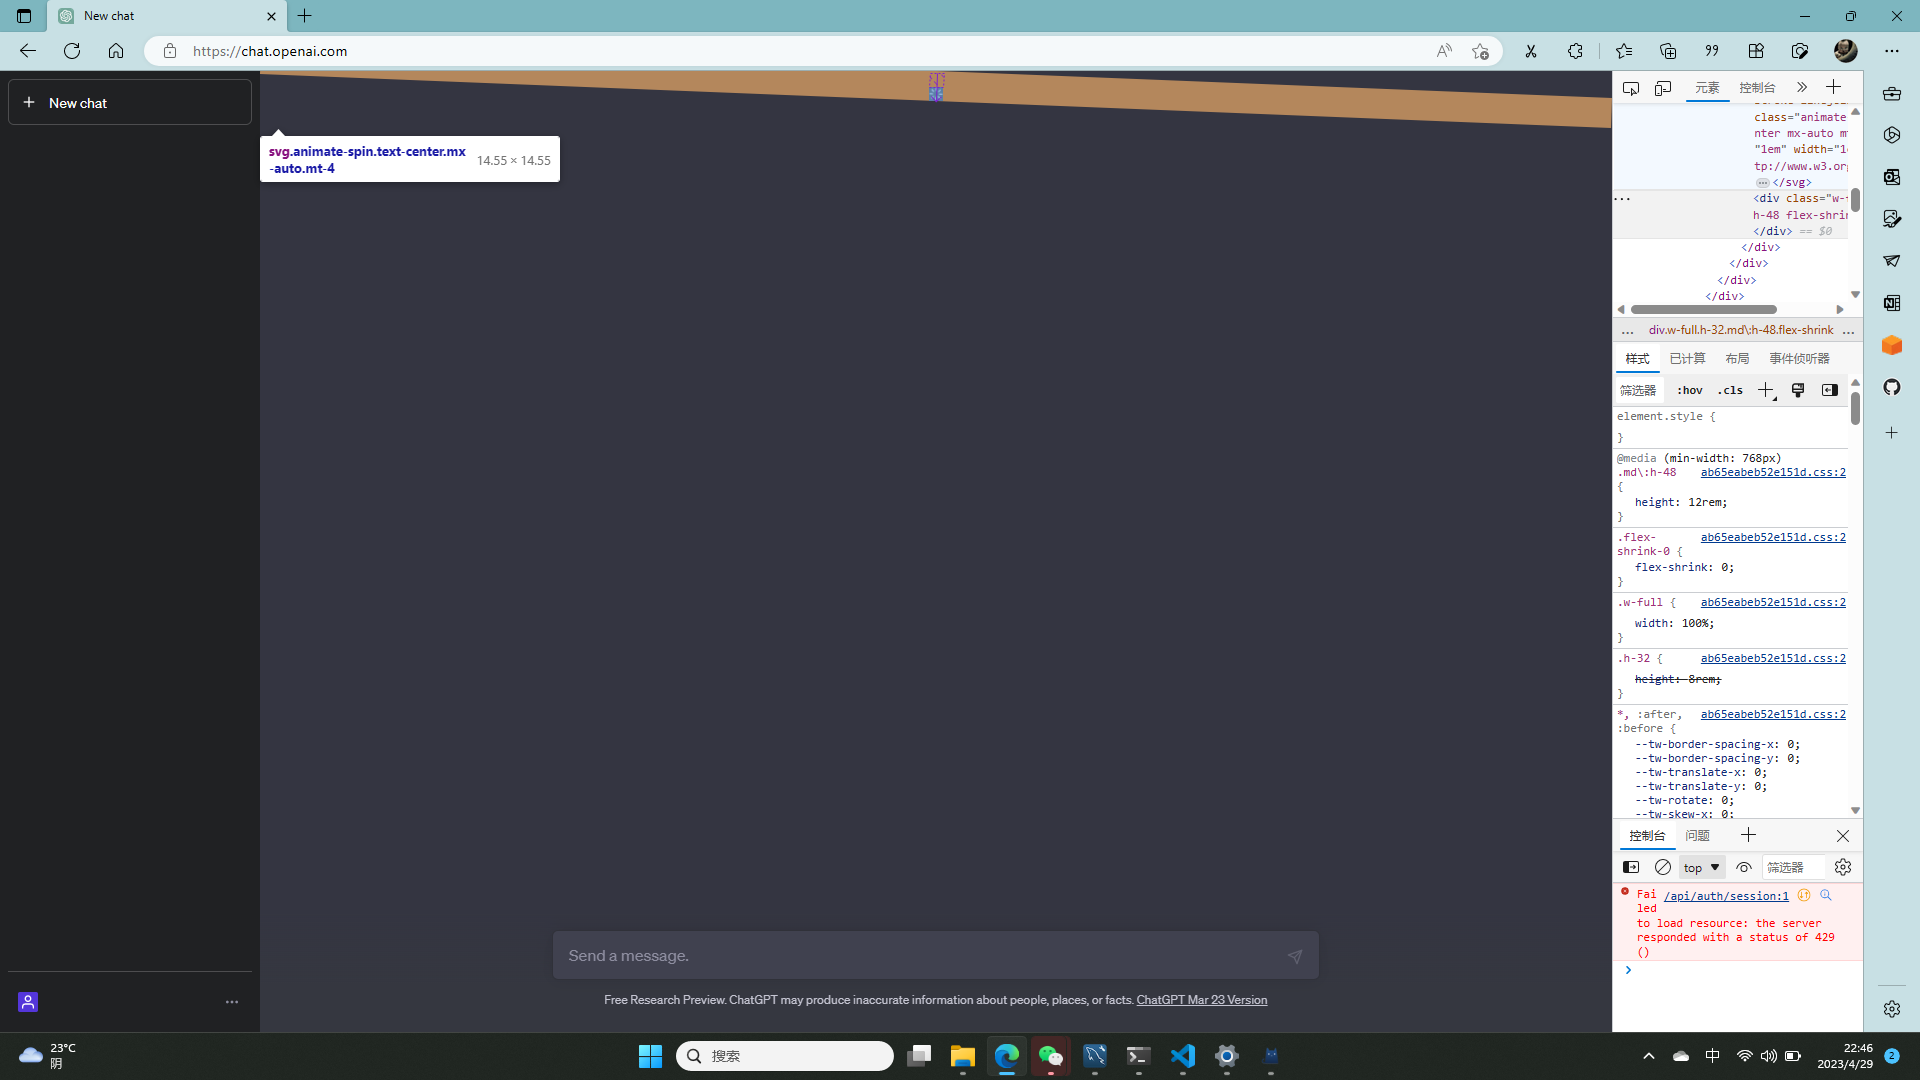 New chat
https://chat.openai.com
New chat
svg.animate-spin.text-center.mx
-auto.mt-4
14.55 × 14.55
Send a message.
Free Research Preview. ChatGPT may produce inaccurate information about people, places, or facts. ChatGPT Mar 23 Version
元素
控制台
class="animate
nter mx-auto m
"1em" width="1
tp://www.w3.or
</svg>
<div class="w-
h-48 flex-shri
</div> == $0
</div>
</div>
</div>
</div>
div.w-full.h-32.md\:h-48.flex-shrink
样式
已计算
布局
事件侦听器
筛选器
:hov
.cls
element.style {
}
@media (min-width: 768px)
.md\:h-48
ab65eabeb52e151d.css:2
{
height: 12rem;
}
.flex-
shrink-0 {
ab65eabeb52e151d.css:2
flex-shrink: 0;
}
.w-full {
ab65eabeb52e151d.css:2
width: 100%;
}
.h-32 {
ab65eabeb52e151d.css:2
height: 8rem;
}
*, :after,
:before {
ab65eabeb52e151d.css:2
--tw-border-spacing-x: 0;
--tw-border-spacing-y: 0;
--tw-translate-x: 0;
--tw-translate-y: 0;
--tw-rotate: 0;
--tw-skew-x: 0;
控制台
问题
top
筛选器
Fai
led
/api/auth/session:1
to load resource: the server
responded with a status of 429
()
23°C
阴
搜索
中
22:46
2023/4/29
2